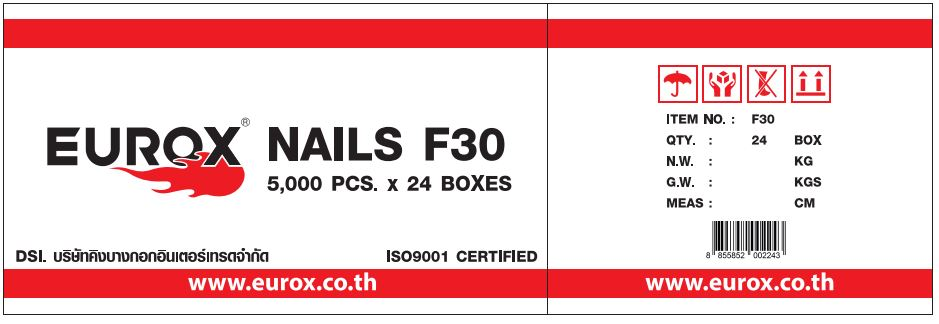 EUROX® NAILS F30
5,000 PCS. x 24 BOXES
DSI. บริษัทคิงบางกอกอินเตอร์เทรดจำกัด
ISO9001 CERTIFIED
www.eurox.co.th
ITEM NO. : F30
QTY. : 24 BOX
N.W. : KG
G.W. : KGS
MEAS : CM
8 855852 002243
www.eurox.co.th